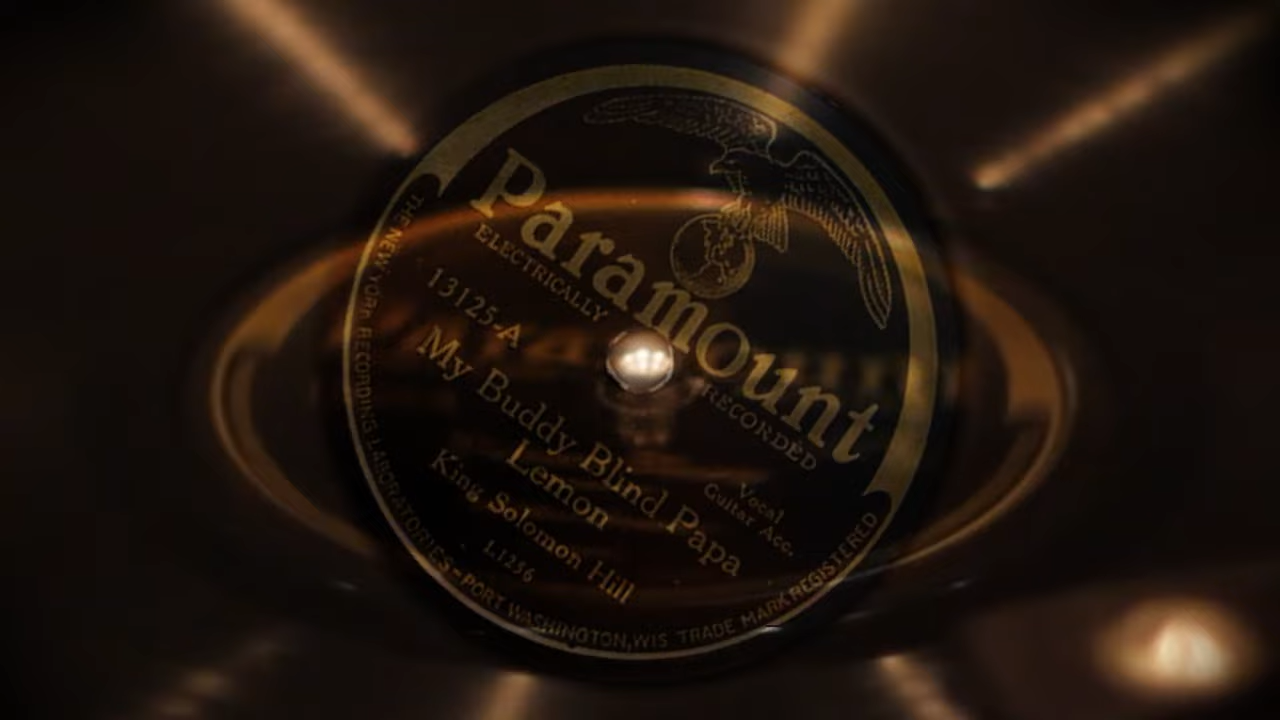 Paramount
ELECTRICALLY RECORDED
13125-A
Vocal
Guitar Acc.
My Buddy Blind Papa
Lemon
King Solomon Hill
L1256
THE NEW YORK RECORDING LABORATORIES-PORT WASHINGTON, WIS TRADE MARK REGISTERED